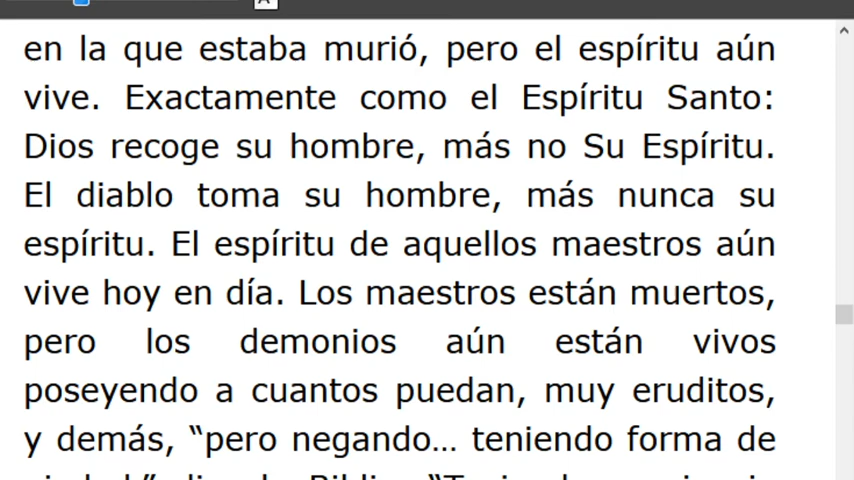 en la que estaba murió, pero el espíritu aún
vive. Exactamente como el Espíritu Santo:
Dios recoge su hombre, más no Su Espíritu.
El diablo toma su hombre, más nunca su
espíritu. El espíritu de aquellos maestros aún
vive hoy en día. Los maestros están muertos,
pero los demonios aún están vivos
poseyendo a cuantos puedan, muy eruditos,
y demás, “pero negando... teniendo forma de